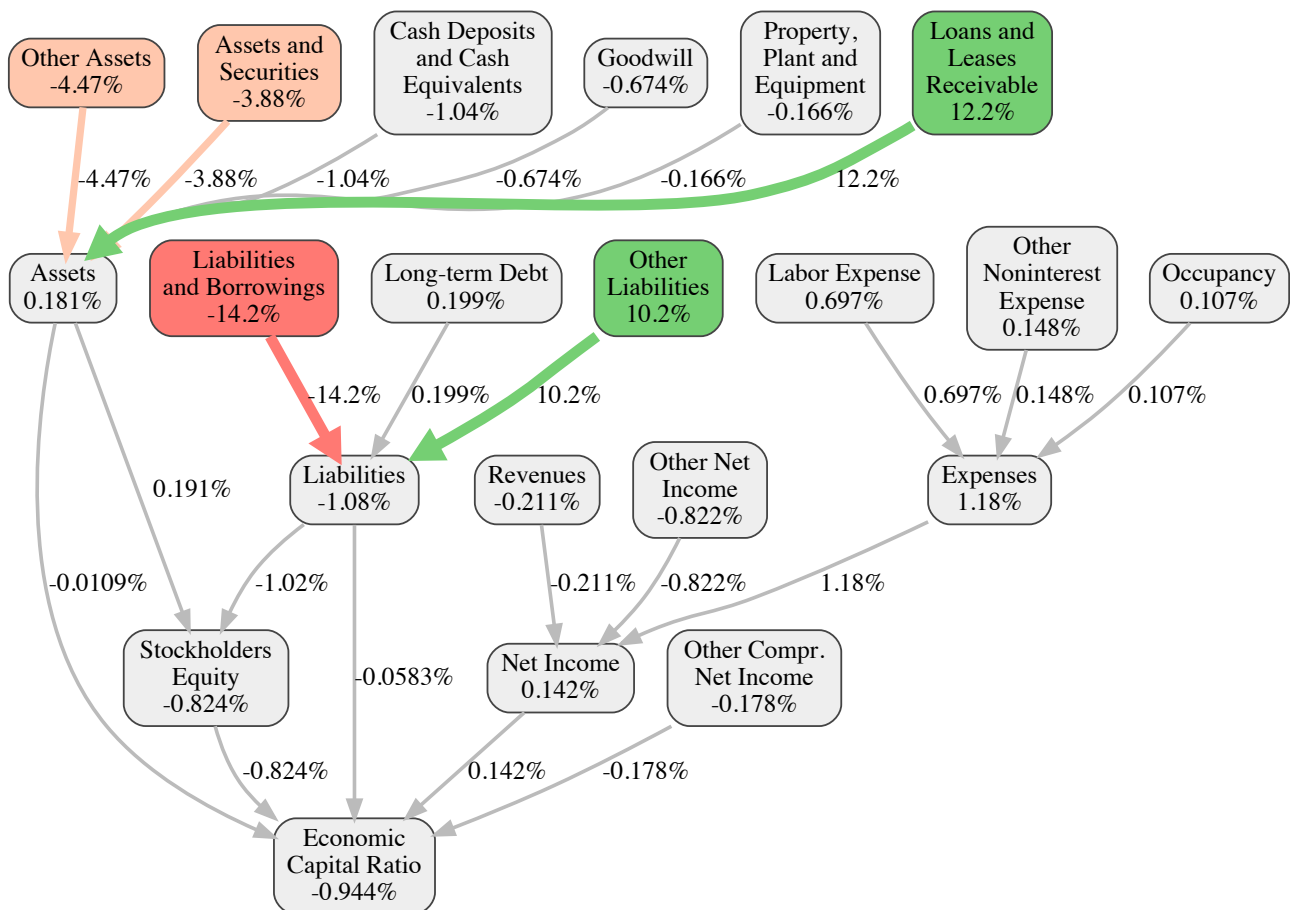 Other Assets
-4.47%
Assets and
Securities
-3.88%
Cash Deposits
and Cash
Equivalents
-1.04%
Goodwill
-0.674%
Property,
Plant and
Equipment
-0.166%
Loans and
Leases
Receivable
12.2%
-4.47%
-3.88%
-1.04%
-0.674%
-0.166%
12.2%
Assets
0.181%
Liabilities
and Borrowings
-14.2%
Long-term Debt
0.199%
Other
Liabilities
10.2%
Labor Expense
0.697%
Other
Noninterest
Expense
0.148%
Occupancy
0.107%
-14.2%
0.199%
10.2%
0.697%
0.148%
0.107%
Liabilities
-1.08%
Revenues
-0.211%
Other Net
Income
-0.822%
Expenses
1.18%
0.191%
-0.0109%
-1.02%
-0.211%
-0.822%
1.18%
Stockholders
Equity
-0.824%
-0.0583%
Net Income
0.142%
Other Compr.
Net Income
-0.178%
-0.824%
0.142%
-0.178%
Economic
Capital Ratio
-0.944%